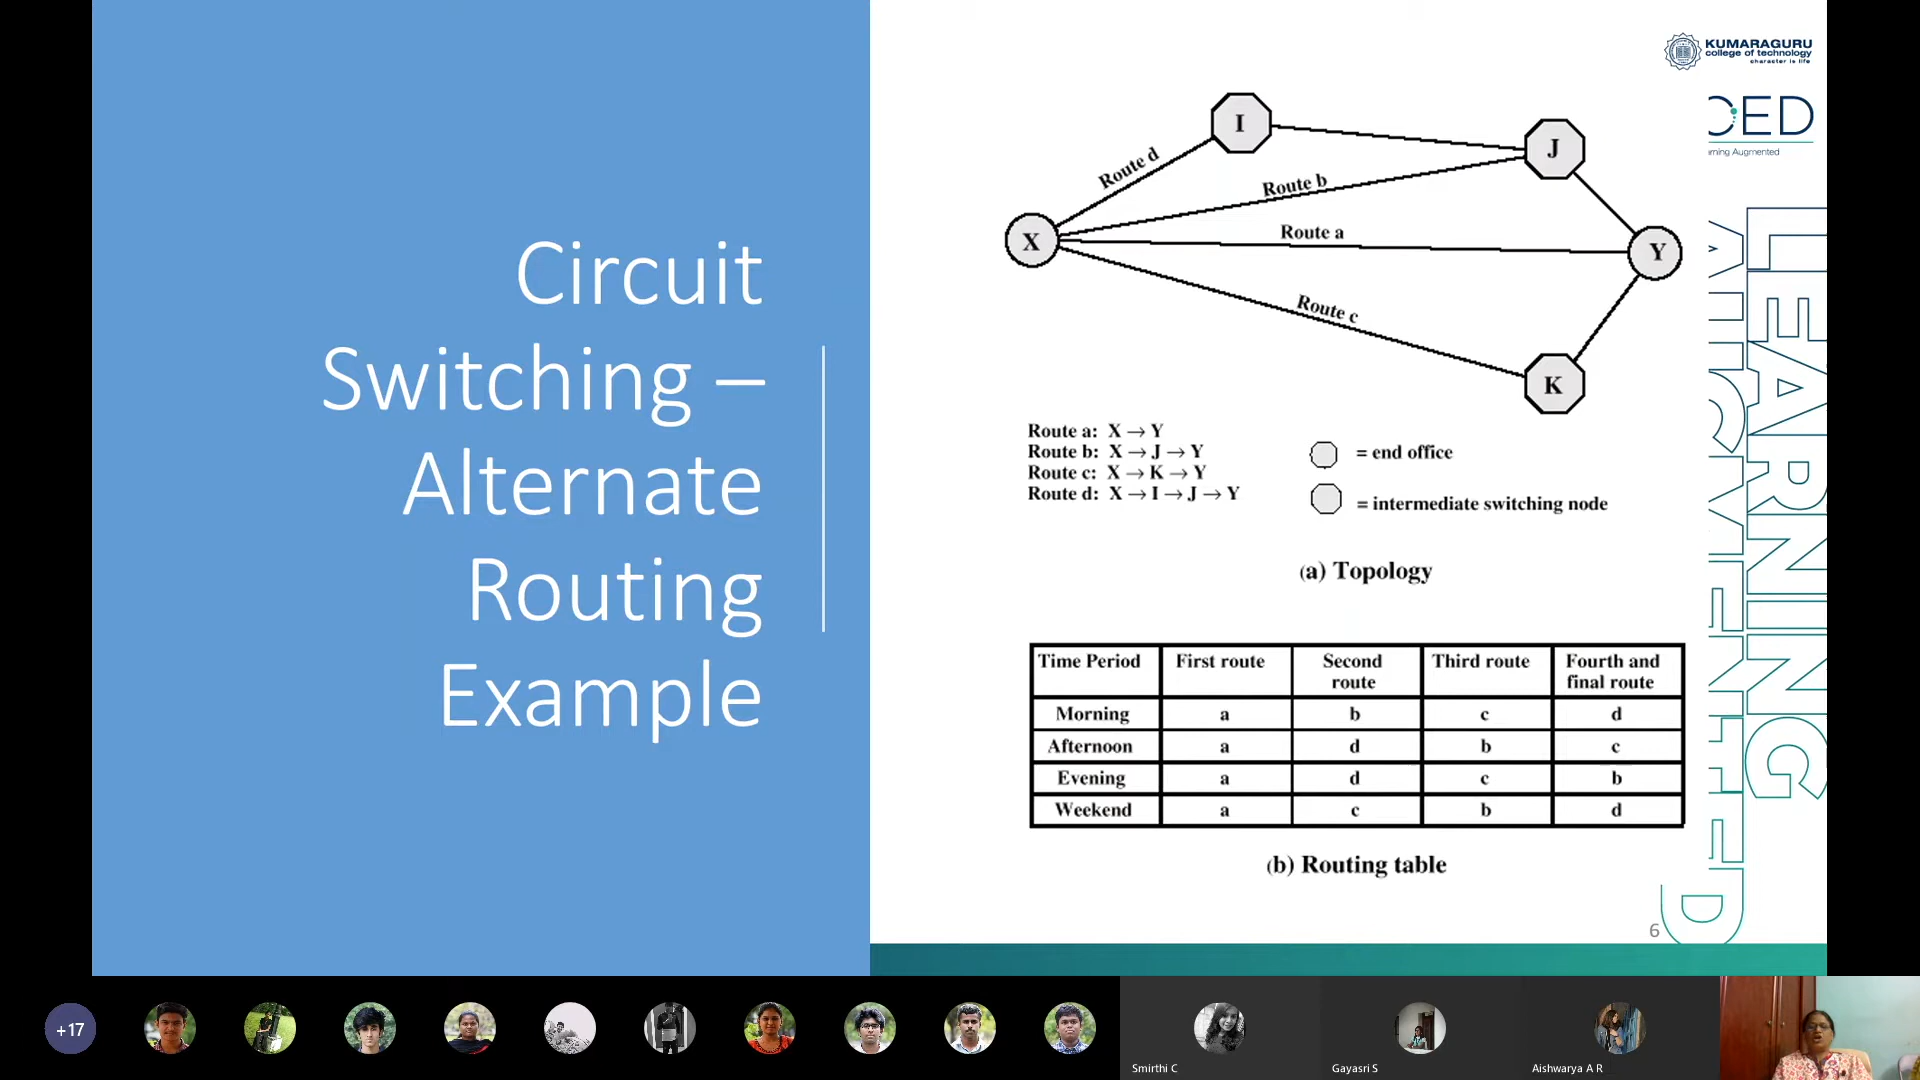 Circuit
Switching –
Alternate
Routing
Example
KUMARAGURU
college of technology
character is life
LEARNING
I
J
X
Y
K
Route d
Route b
Route a
Route c
Route a: X → Y
Route b: X → J → Y
Route c: X → K → Y
Route d: X → I → J → Y
= end office
= intermediate switching node
(a) Topology
Time Period First route Second route Third route Fourth and final route
Morning a b c d
Afternoon a d b c
Evening a d c b
Weekend a c b d
(b) Routing table
6
+17
Smirthi C
Gayasri S
Aishwarya A R